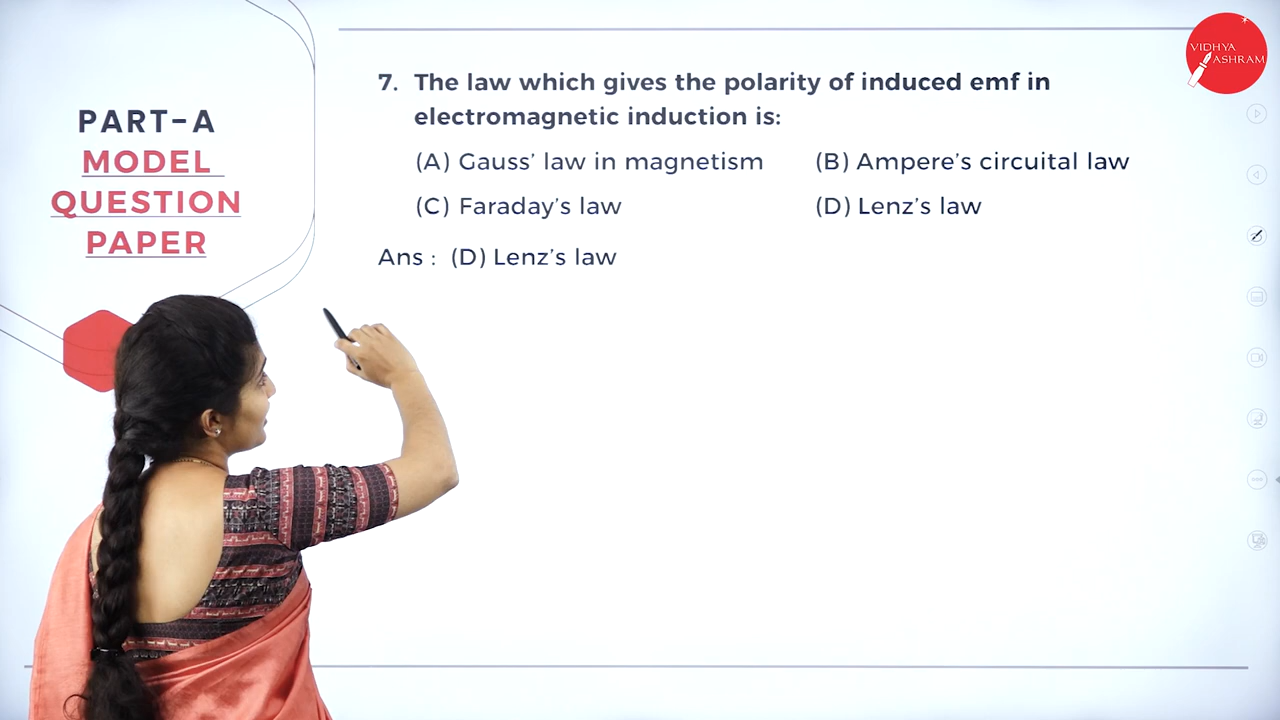 PART-A
MODEL
QUESTION
PAPER
7. The law which gives the polarity of induced emf in
electromagnetic induction is:
(A) Gauss’ law in magnetism (B) Ampere’s circuital law
(C) Faraday’s law (D) Lenz’s law
Ans : (D) Lenz’s law
VIDHYA
ASHRAM